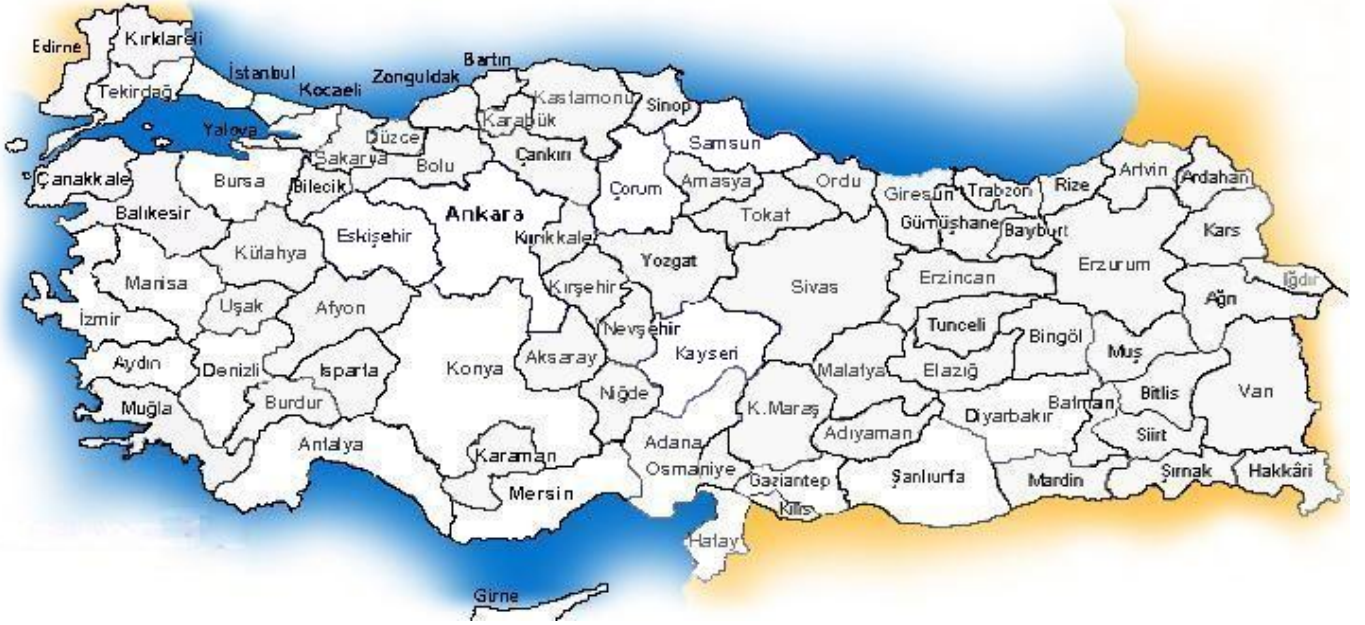 Edirne
Kırklareli
Tekirdağ
İstanbul
Kocaeli
Yalova
Zonguldak
Bartın
Kastamonu
Sinop
Karabük
Düzce
Sakarya
Bolu
Çankırı
Samsun
Çanakkale
Bursa
Bilecik
Çorum
Amasya
Ordu
Giresun
Trabzon
Rize
Artvin
Ardahan
Balıkesir
Ankara
Tokat
Gümüşhane
Bayburt
Kars
Eskişehir
Kırıkkale
Kütahya
Yozgat
Erzurum
Manisa
Kırşehir
Sivas
Erzincan
Iğdır
Ağrı
Uşak
Afyon
İzmir
Nevşehir
Tunceli
Bingöl
Aydın
Denizli
Isparta
Konya
Aksaray
Kayseri
Malatya
Elazığ
Muş
Bitlis
Van
Muğla
Burdur
Niğde
K.Maraş
Diyarbakır
Batman
Siirt
Antalya
Karaman
Adana
Adıyaman
Osmaniye
Gaziantep
Şanlıurfa
Mardin
Şırnak
Hakkâri
Mersin
Kilis
Hatay
Girne